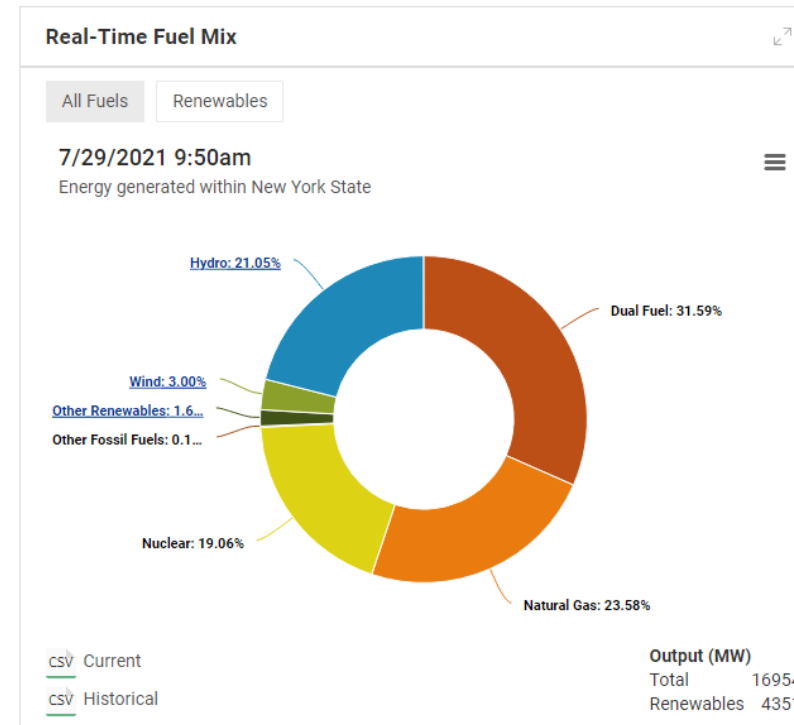 Real-Time Fuel Mix
All Fuels Renewables
7/29/2021 9:50am
Energy generated within New York State
Hydro: 21.05%
Dual Fuel: 31.59%
Wind: 3.00%
Other Renewables: 1.6...
Other Fossil Fuels: 0.1...
Nuclear: 19.06%
Natural Gas: 23.58%
csv Current
csv Historical
Output (MW)
Total 16954
Renewables 4351